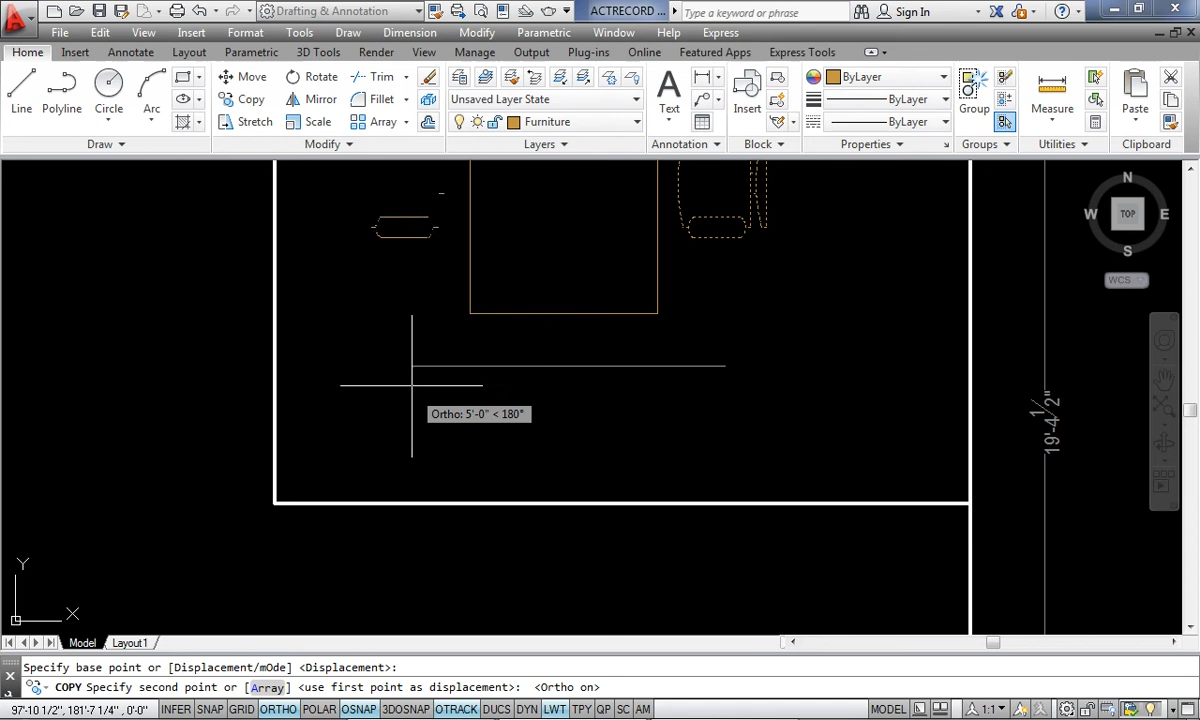 Drafting & Annotation
ACTRECORD ...
Type a keyword or phrase
Sign In
File Edit View Insert Format Tools Draw Dimension Modify Parametric Window Help Express
Home Insert Annotate Layout Parametric 3D Tools Render View Manage Output Plug-ins Online Featured Apps Express Tools
Line Polyline Circle Arc
Move Rotate Trim
Copy Mirror Fillet
Stretch Scale Array
Unsaved Layer State
Furniture
Text
Insert
ByLayer
ByLayer
ByLayer
Group
Measure
Paste
Draw Modify Layers Annotation Block Properties Groups Utilities Clipboard
N
W TOP E
S
WCS
19'-4 1/2"
Ortho: 5'-0" < 180°
Y
X
Model Layout1
Specify base point or [Displacement/mOde] <Displacement>:
COPY Specify second point or [Array] <use first point as displacement>: <Ortho on>
97'-10 1/2", 181'-7 1/4" , 0'-0" INFER SNAP GRID ORTHO POLAR OSNAP 3DOSNAP OTRACK DUCS DYN LWT TPY QP SC AM MODEL 1:1